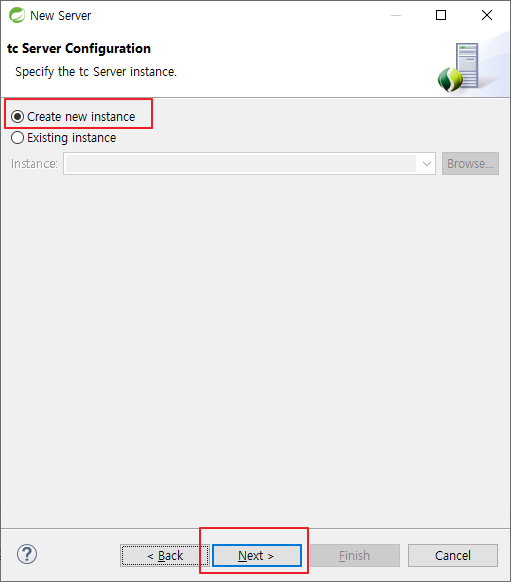 New Server
tc Server Configuration
Specify the tc Server instance.
Create new instance
Existing instance
Instance: Browse...
? < Back Next > Finish Cancel